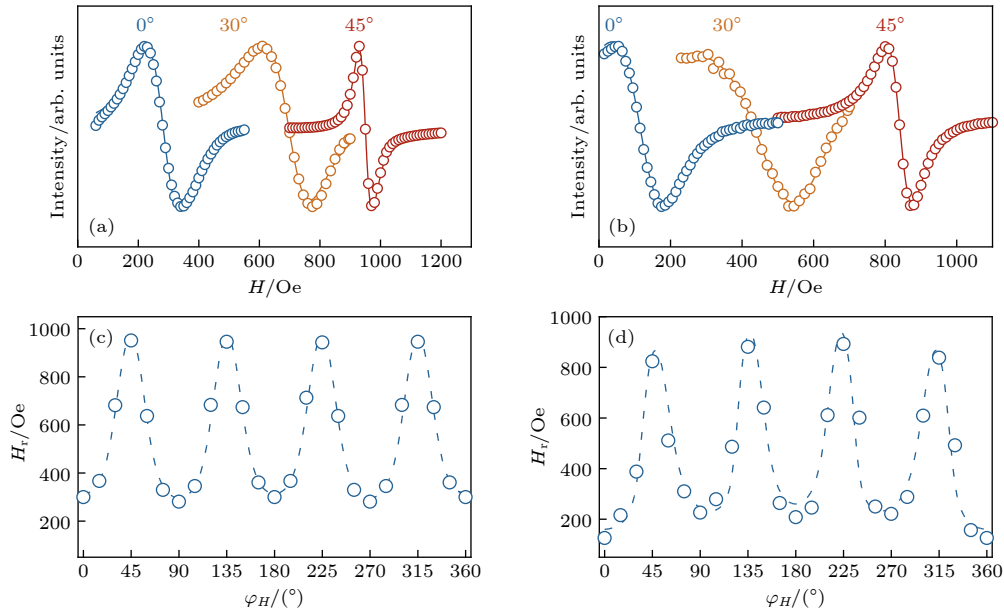 0° 30° 45°
Intensity/arb. units
(a)
0 200 400 600 800 1000 1200
H/Oe
0° 30° 45°
Intensity/arb. units
(b)
0 200 400 600 800 1000
H/Oe
(c)
1000
800
600
400
200
Hr/Oe
0 45 90 135 180 225 270 315 360
φH/(°)
(d)
1000
800
600
400
200
Hr/Oe
0 45 90 135 180 225 270 315 360
φH/(°)